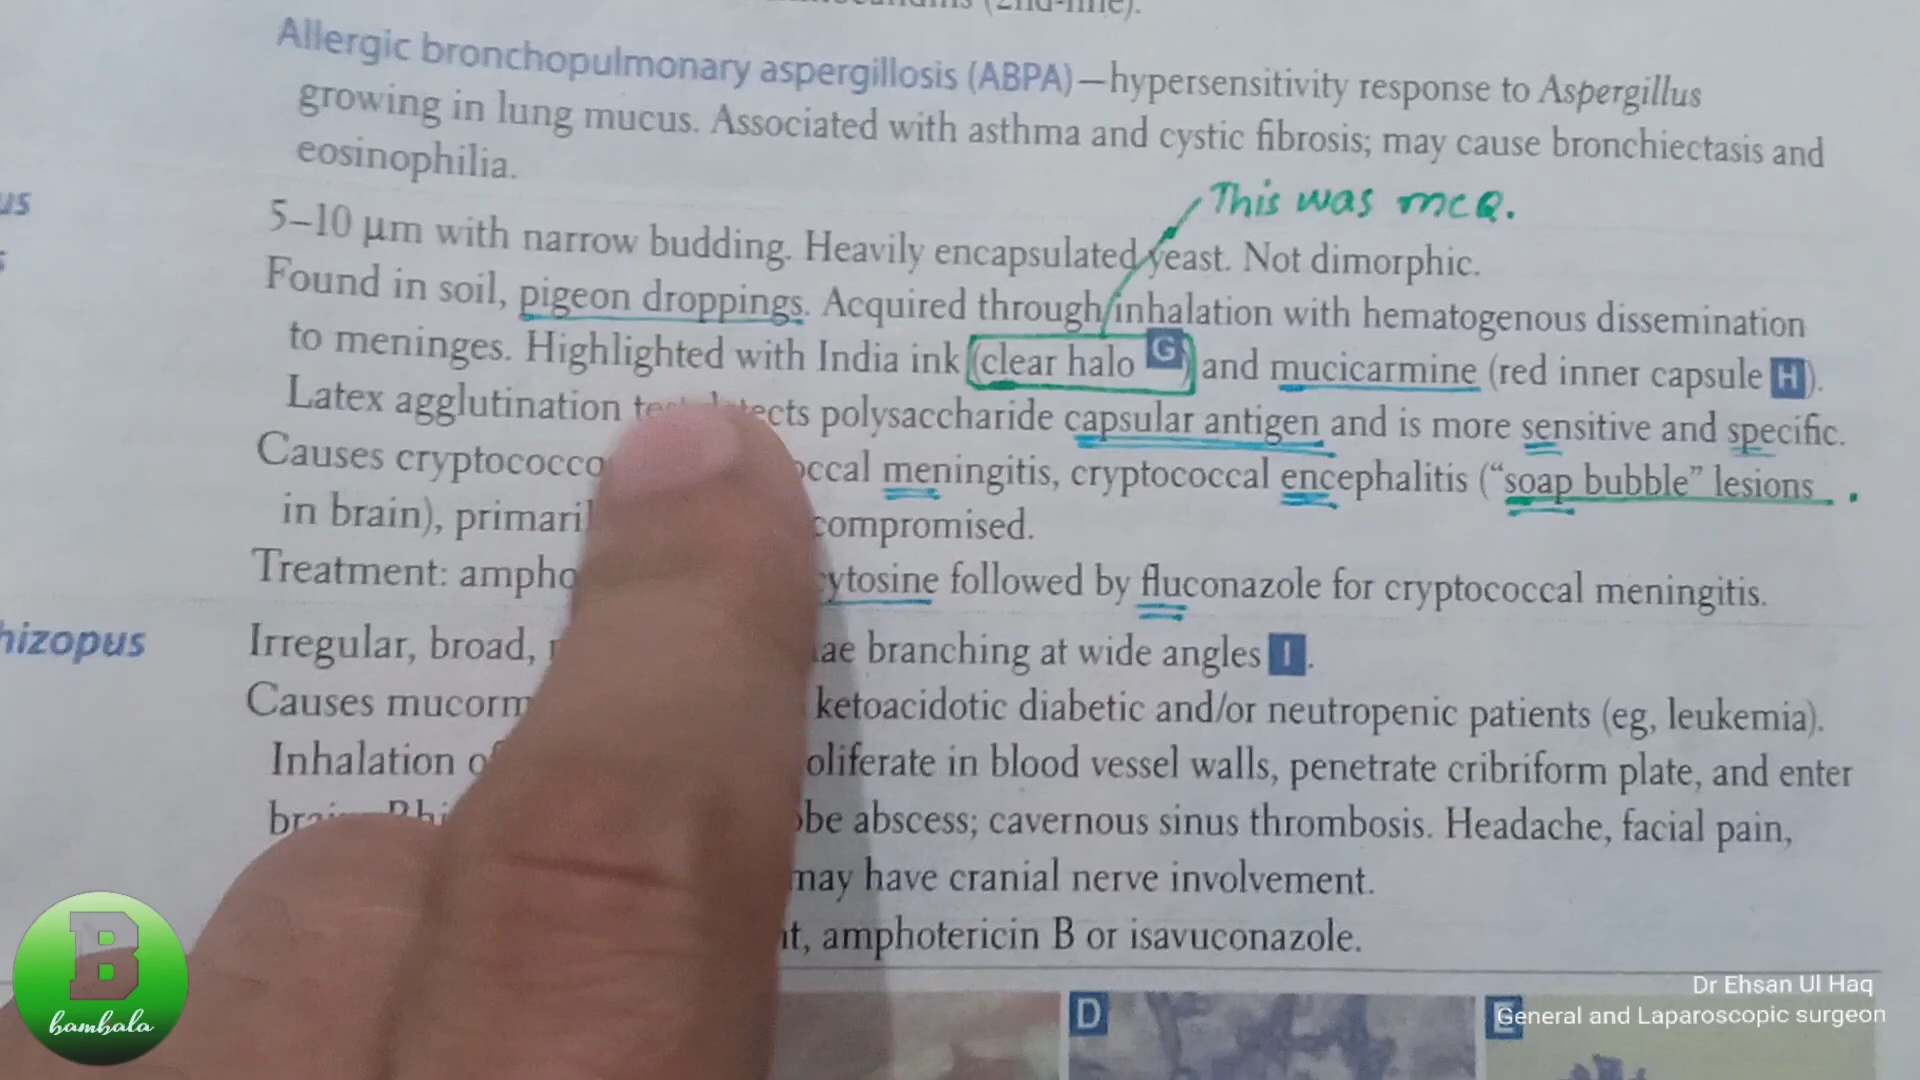 Allergic bronchopulmonary aspergillosis (ABPA)—hypersensitivity response to Aspergillus
growing in lung mucus. Associated with asthma and cystic fibrosis; may cause bronchiectasis and
eosinophilia.
This was mcQ.
5–10 μm with narrow budding. Heavily encapsulated yeast. Not dimorphic.
Found in soil, pigeon droppings. Acquired through inhalation with hematogenous dissemination
to meninges. Highlighted with India ink (clear halo G) and mucicarmine (red inner capsule H).
Latex agglutination test detects polysaccharide capsular antigen and is more sensitive and specific.
Causes cryptococco occal meningitis, cryptococcal encephalitis (“soap bubble” lesions
in brain), primaril compromised.
Treatment: ampho cytosine followed by fluconazole for cryptococcal meningitis.
hizopus
Irregular, broad, ae branching at wide angles I.
Causes mucorm ketoacidotic diabetic and/or neutropenic patients (eg, leukemia).
Inhalation of oliferate in blood vessel walls, penetrate cribriform plate, and enter
be abscess; cavernous sinus thrombosis. Headache, facial pain,
may have cranial nerve involvement.
t, amphotericin B or isavuconazole.
D
E
Dr Ehsan Ul Haq
General and Laparoscopic surgeon
B
bambala